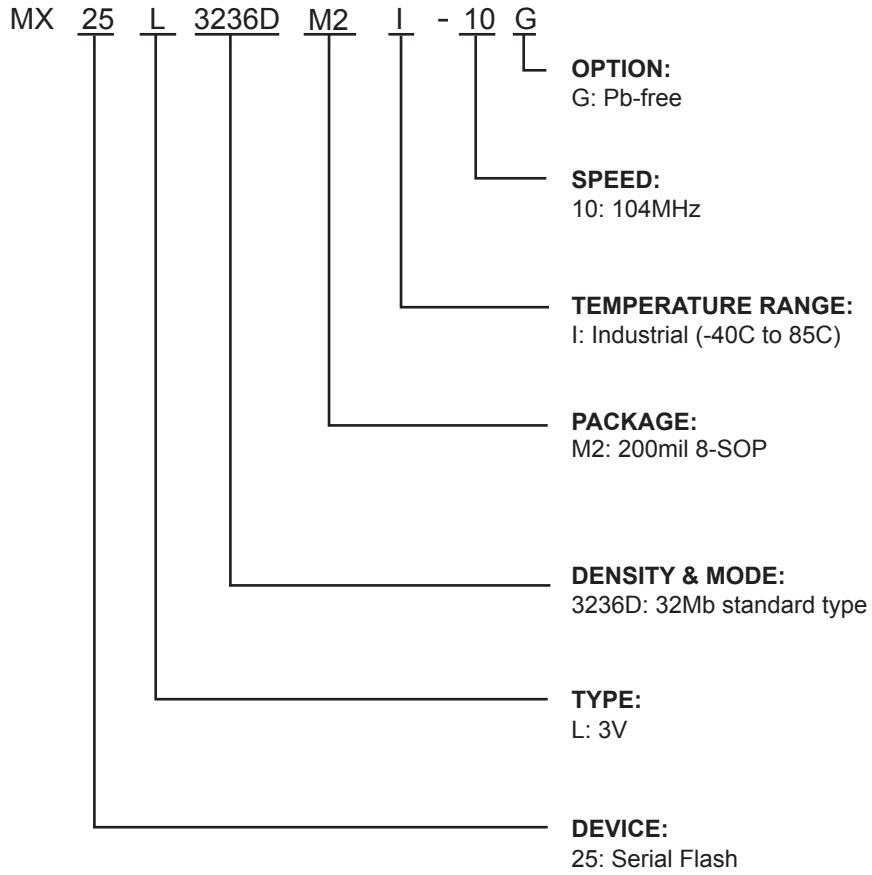 MX 25 L 3236D M2 I - 10 G
OPTION:
G: Pb-free
SPEED:
10: 104MHz
TEMPERATURE RANGE:
I: Industrial (-40C to 85C)
PACKAGE:
M2: 200mil 8-SOP
DENSITY & MODE:
3236D: 32Mb standard type
TYPE:
L: 3V
DEVICE:
25: Serial Flash